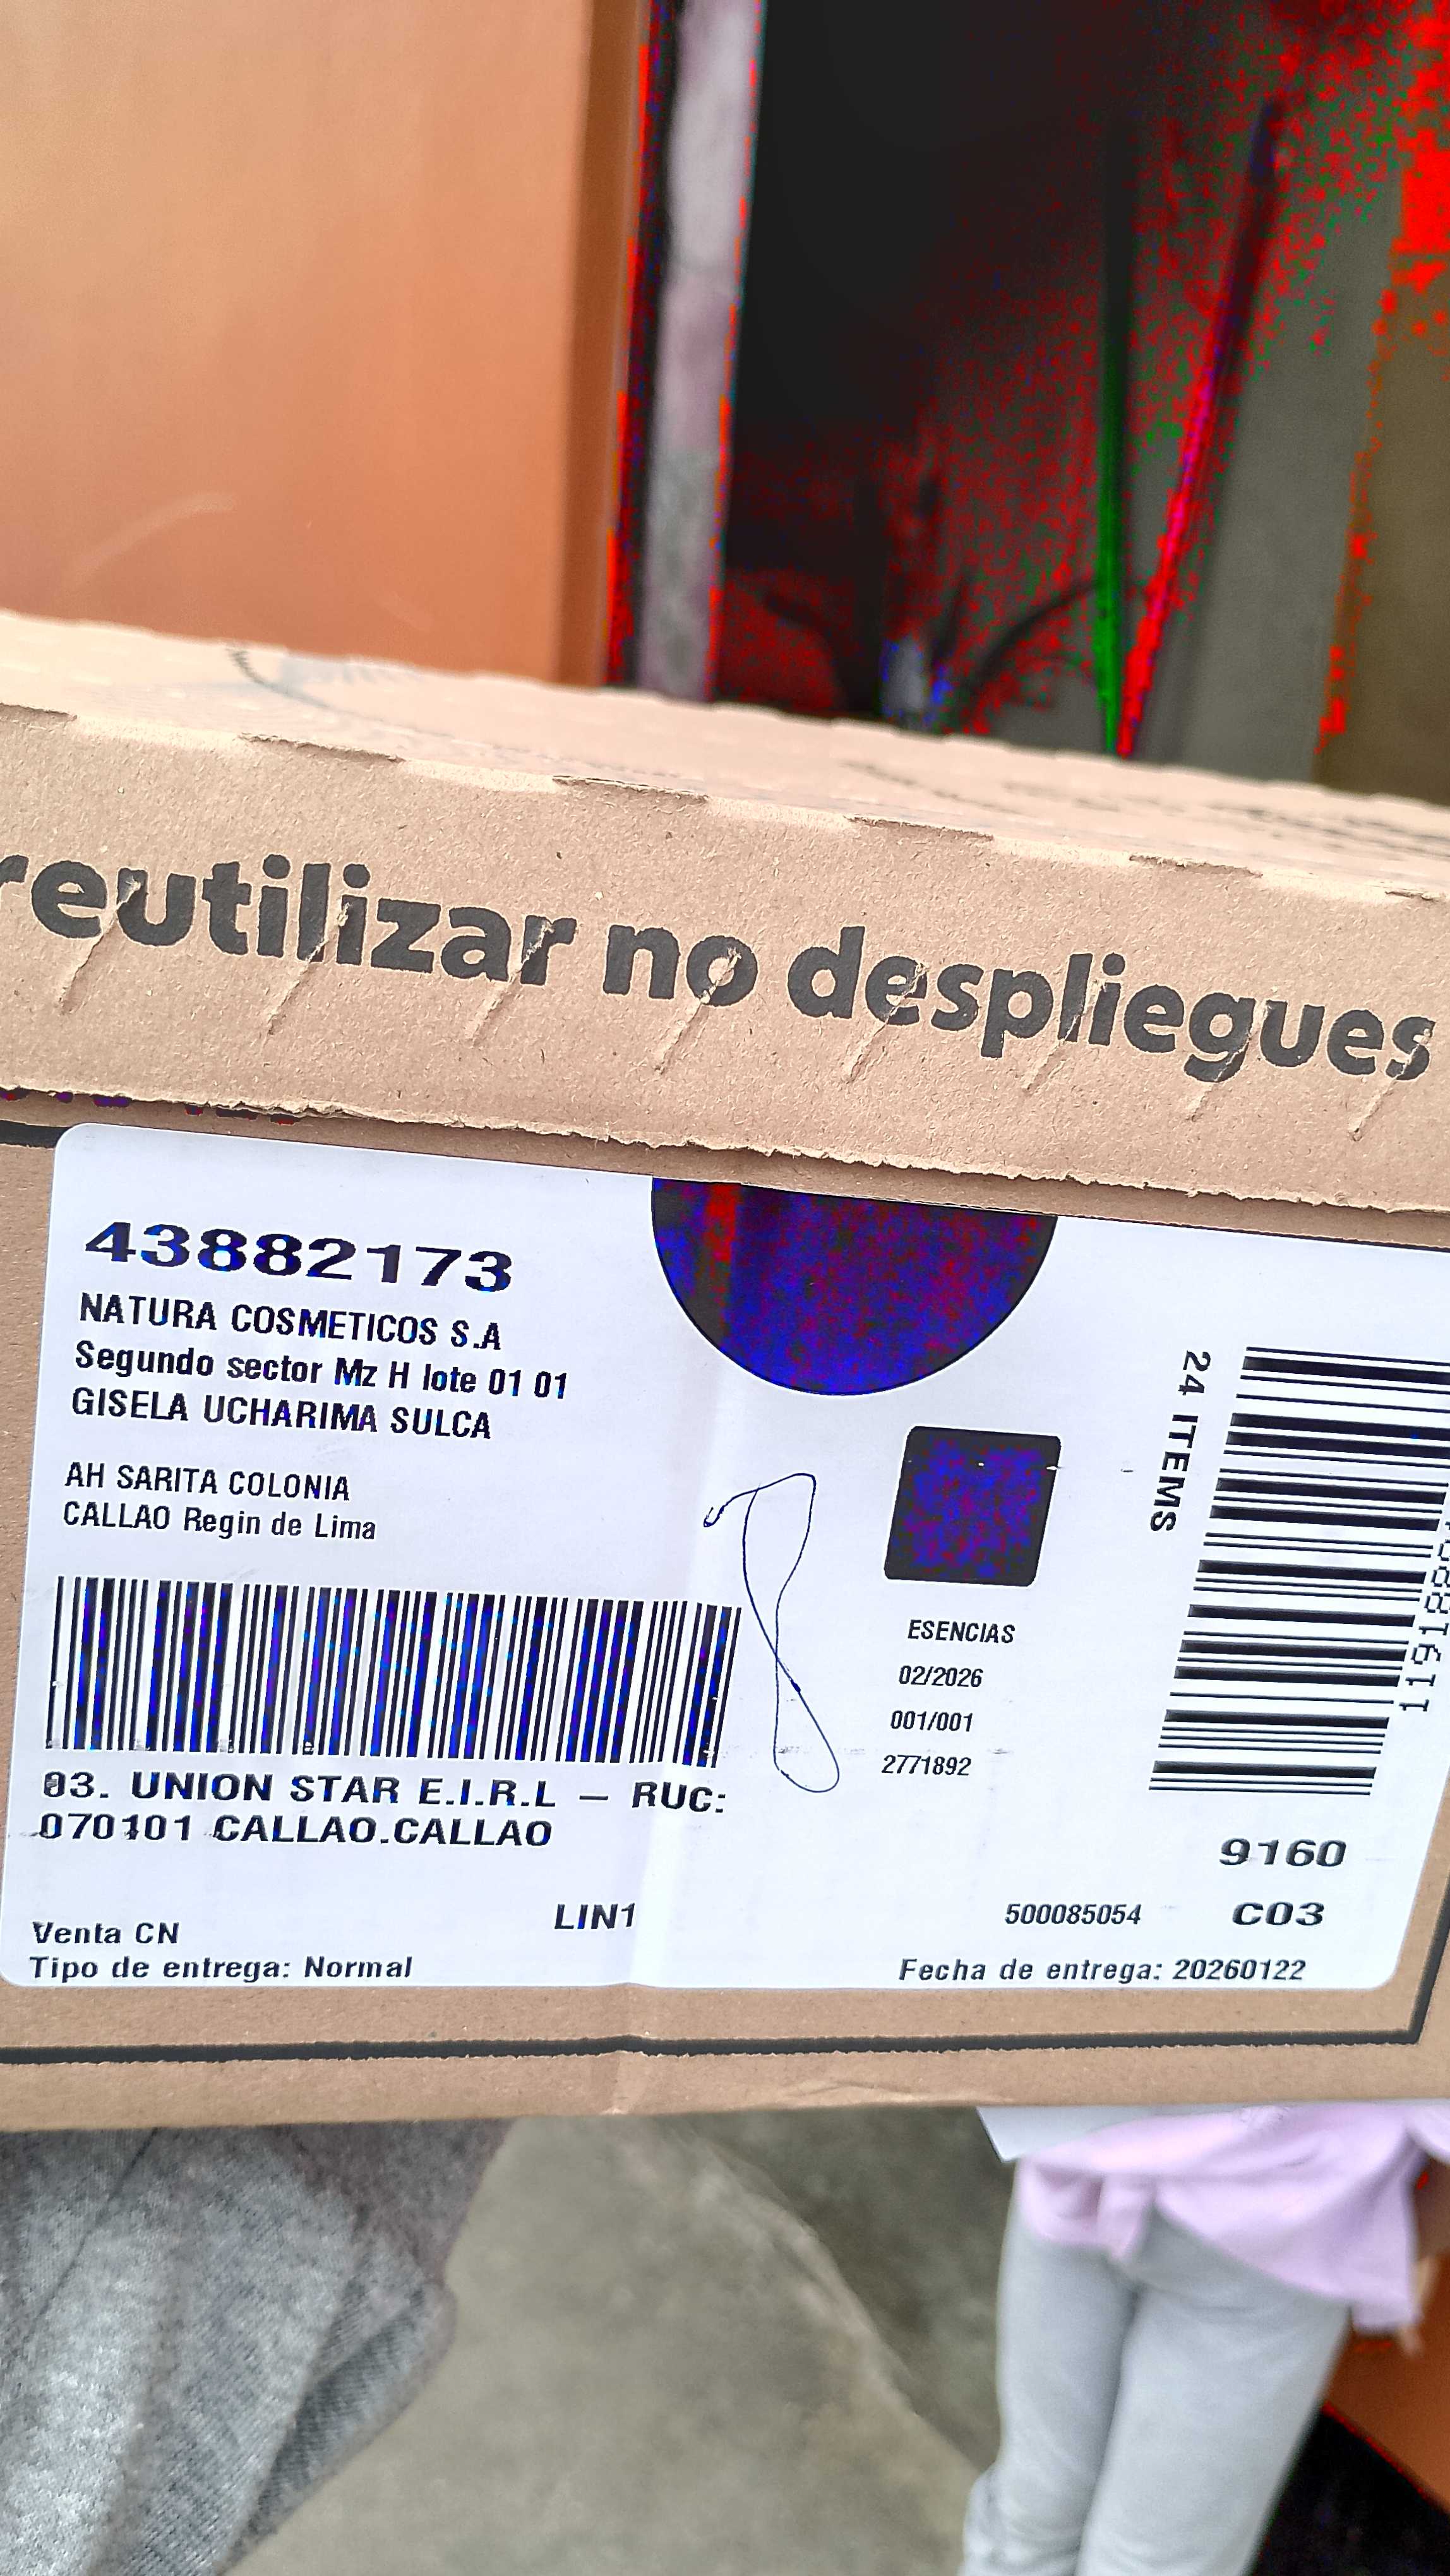 reutilizar no despliegues
43882173
NATURA COSMETICOS S.A
Segundo sector Mz H lote 01 01
GISELA UCHARIMA SULCA
AH SARITA COLONIA
CALLAO Regin de Lima
03. UNION STAR E.I.R.L – RUC:
070101 CALLAO.CALLAO
Venta CN
Tipo de entrega: Normal
LIN1
ESENCIAS
02/2026
001/001
2771892
24 ITEMS
9160
500085054
C03
Fecha de entrega: 20260122